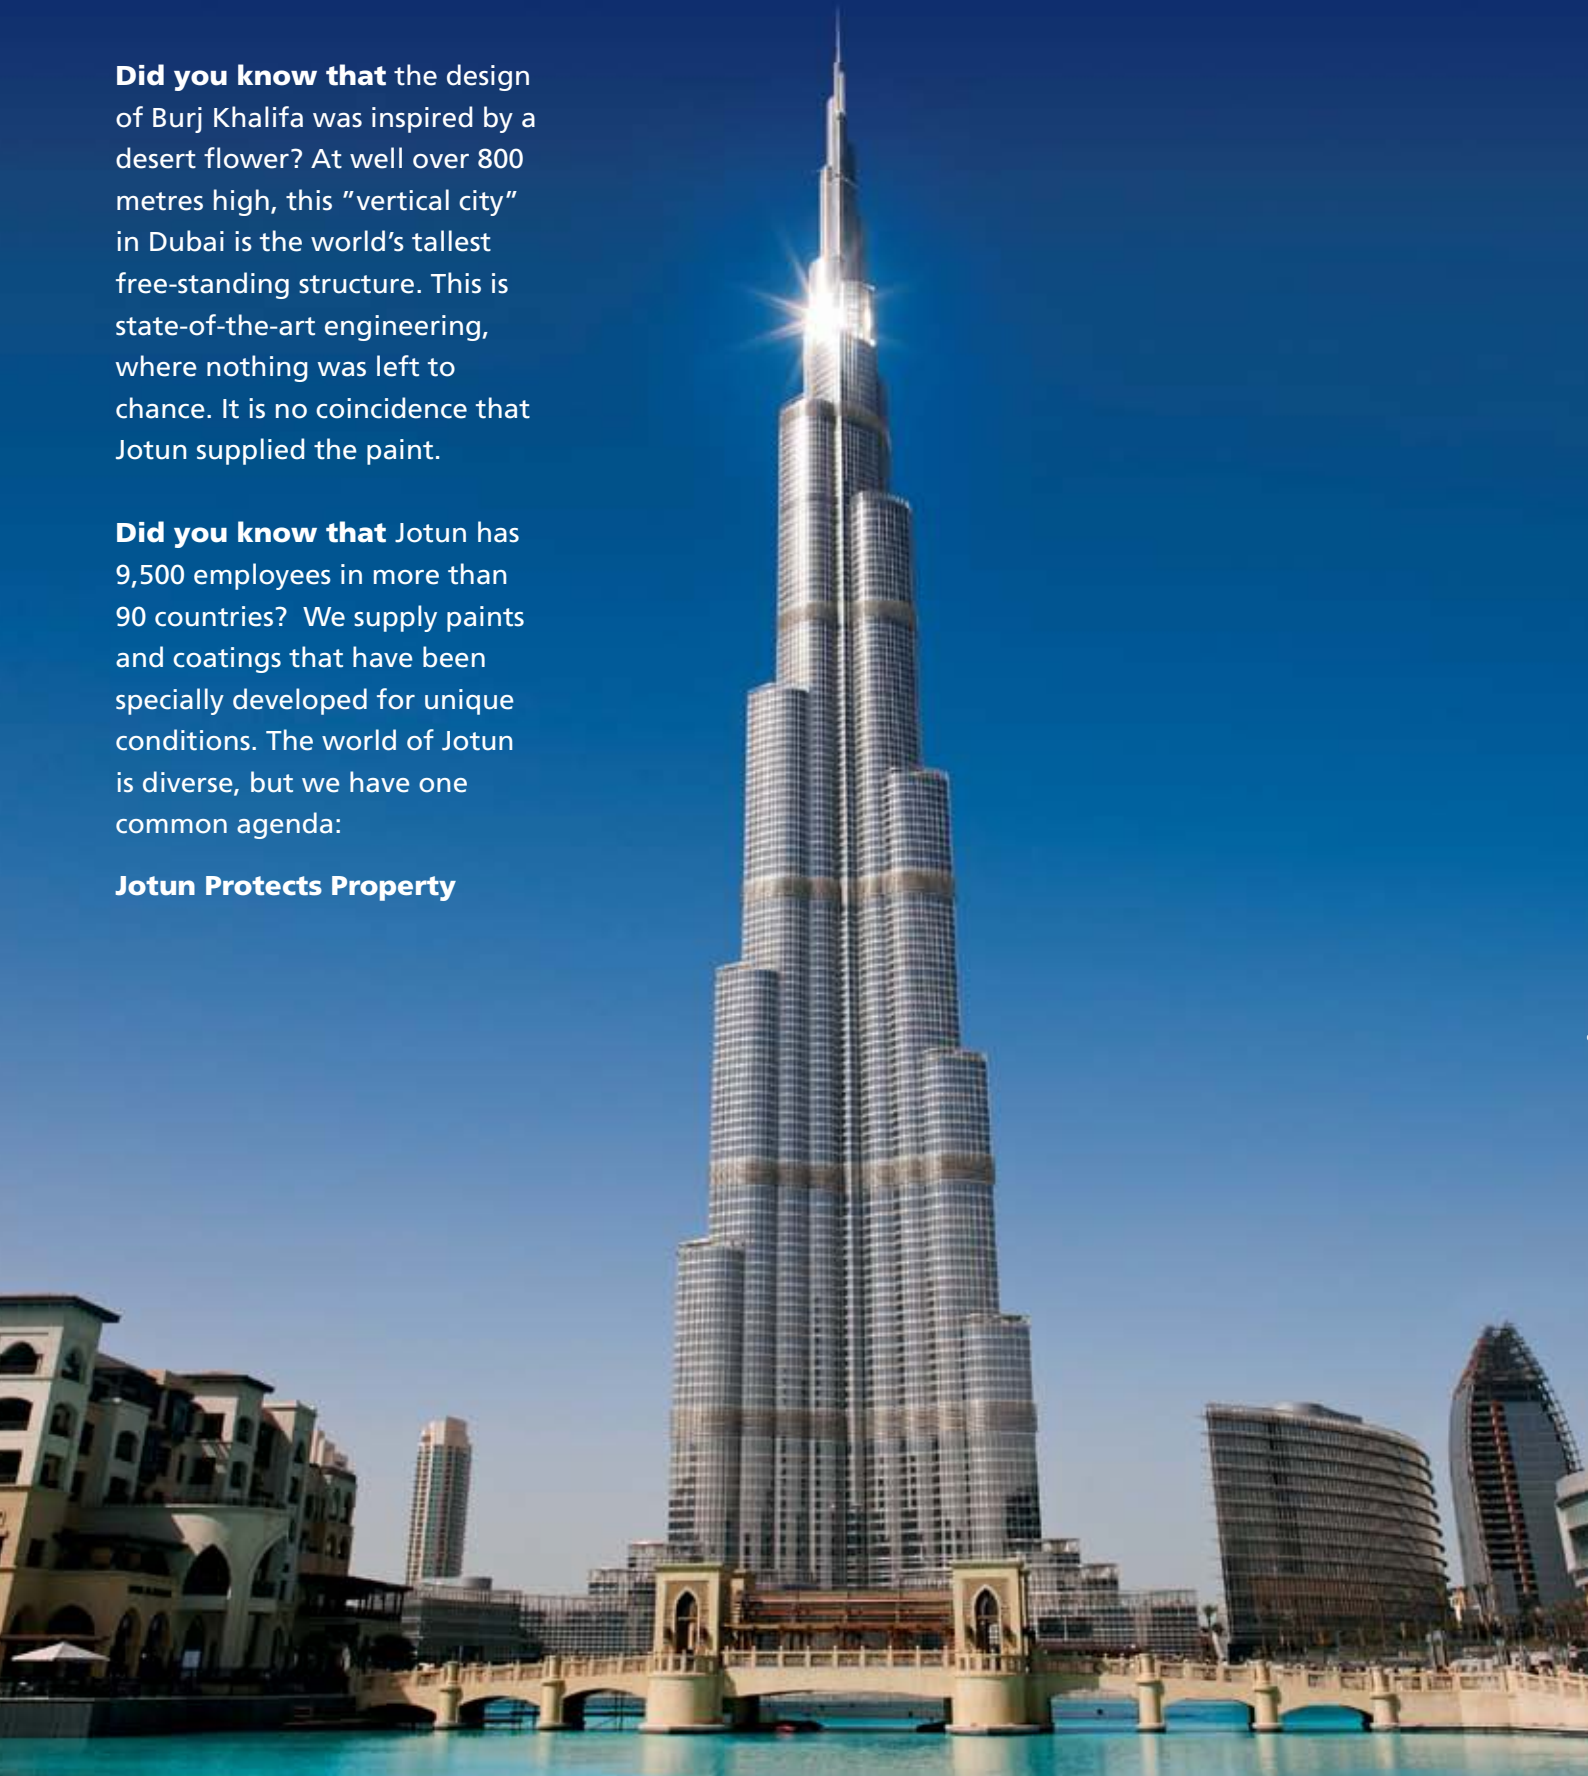 Did you know that the design
of Burj Khalifa was inspired by a
desert flower? At well over 800
metres high, this ”vertical city”
in Dubai is the world’s tallest
free-standing structure. This is
state-of-the-art engineering,
where nothing was left to
chance. It is no coincidence that
Jotun supplied the paint.
Did you know that Jotun has
9,500 employees in more than
90 countries?  We supply paints
and coatings that have been
specially developed for unique
conditions. The world of Jotun
is diverse, but we have one
common agenda:
Jotun Protects Property